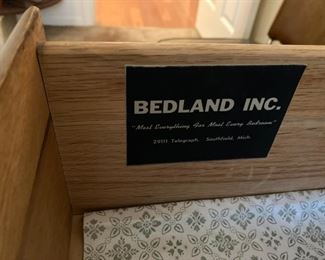 BEDLAND INC.
"Most Everything For Most Every Bedroom"
29111 Telegraph, Southfield, Mich.